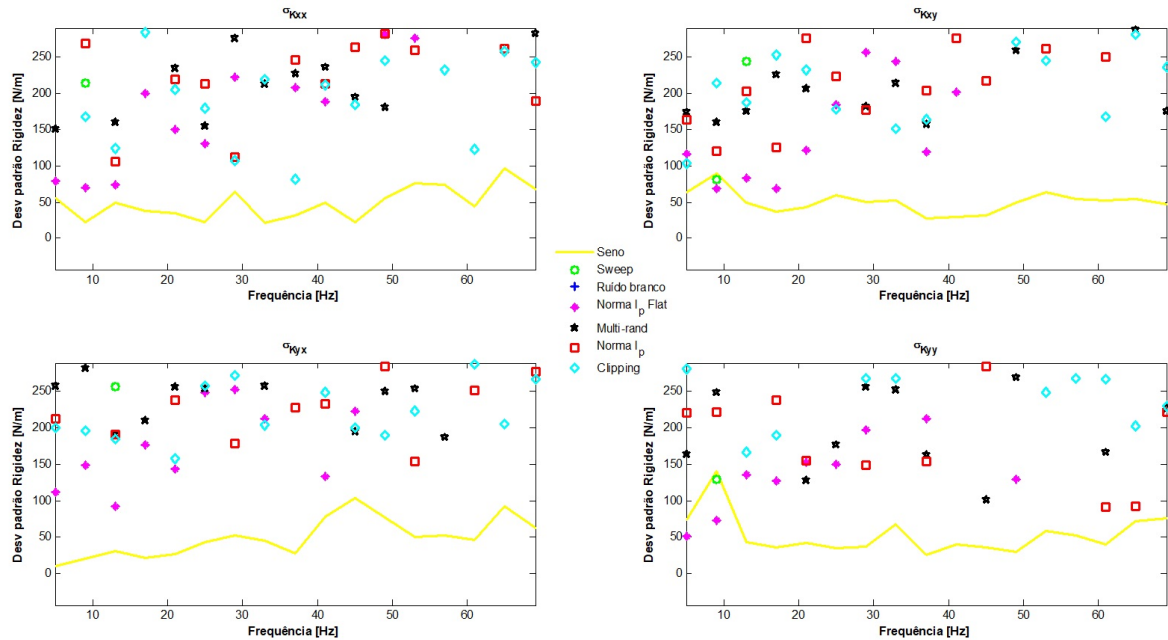 σKxx
Desv padrão Rigidez [N/m]
250
200
150
100
50
0
10 20 30 40 50 60
Frequência [Hz]
σKxy
Desv padrão Rigidez [N/m]
250
200
150
100
50
0
10 20 30 40 50 60
Frequência [Hz]
Seno
Sweep
Ruído branco
Norma l_p Flat
Multi-rand
Norma l_p
Clipping
σKyx
Desv padrão Rigidez [N/m]
250
200
150
100
50
0
10 20 30 40 50 60
Frequência [Hz]
σKyy
Desv padrão Rigidez [N/m]
250
200
150
100
50
0
10 20 30 40 50 60
Frequência [Hz]